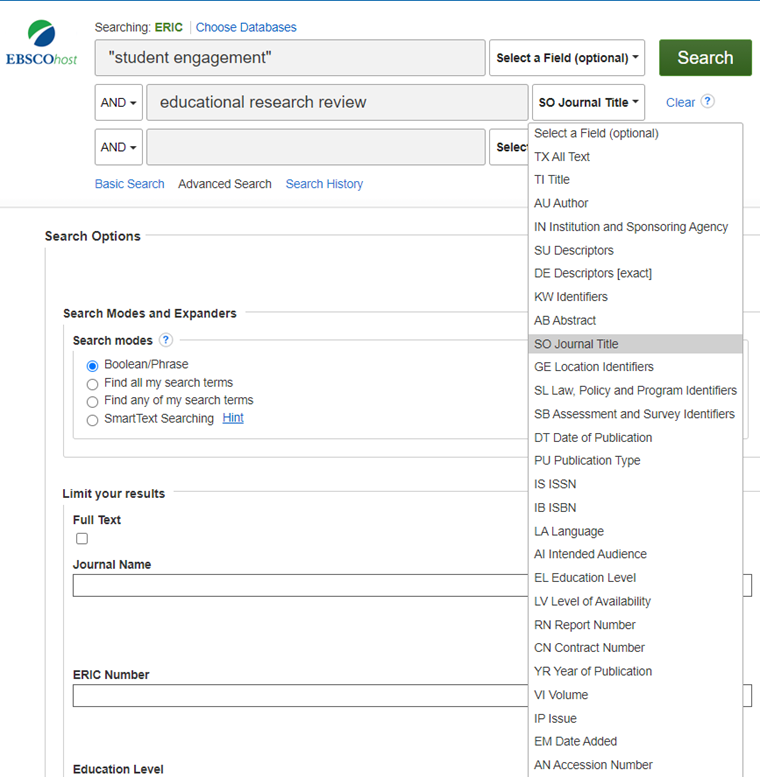 Searching: ERIC Choose Databases
EBSCOhost
"student engagement" Select a Field (optional) Search
AND educational research review SO Journal Title Clear ?
AND Selec
Select a Field (optional)
TX All Text
TI Title
AU Author
IN Institution and Sponsoring Agency
SU Descriptors
DE Descriptors [exact]
KW Identifiers
AB Abstract
SO Journal Title
GE Location Identifiers
SL Law, Policy and Program Identifiers
SB Assessment and Survey Identifiers
DT Date of Publication
PU Publication Type
IS ISSN
IB ISBN
LA Language
AI Intended Audience
EL Education Level
LV Level of Availability
RN Report Number
CN Contract Number
YR Year of Publication
VI Volume
IP Issue
EM Date Added
AN Accession Number
Basic Search Advanced Search Search History
Search Options
Search Modes and Expanders
Search modes ?
Boolean/Phrase
Find all my search terms
Find any of my search terms
SmartText Searching Hint
Limit your results
Full Text
Journal Name
ERIC Number
Education Level